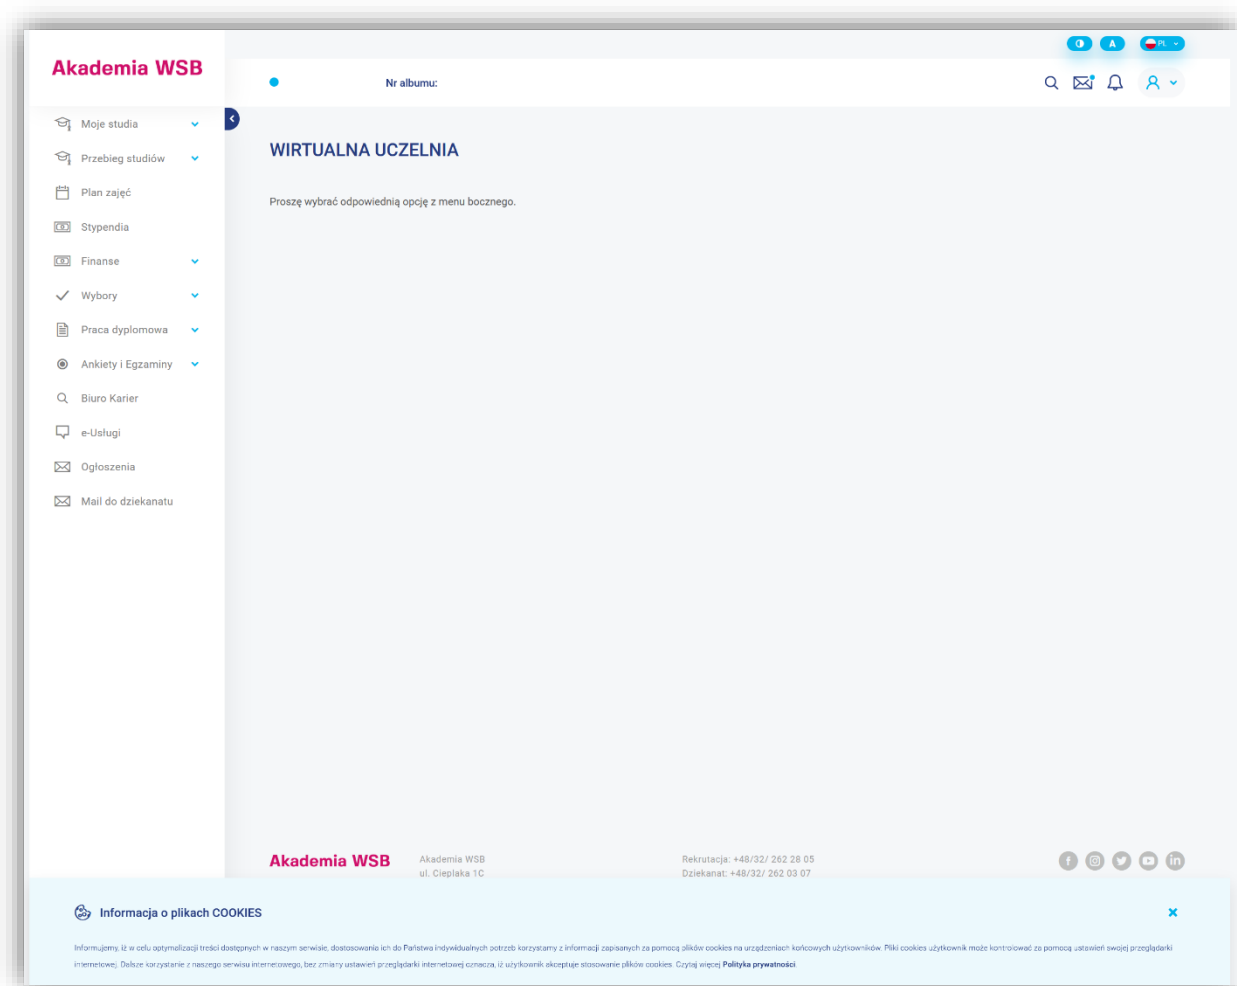 Akademia WSB
A
PL
Nr albumu:
Moje studia
Przebieg studiów
Plan zajęć
Stypendia
Finanse
Wybory
Praca dyplomowa
Ankiety i Egzaminy
Biuro Karier
e-Usługi
Ogłoszenia
Mail do dziekanatu
WIRTUALNA UCZELNIA
Proszę wybrać odpowiednią opcję z menu bocznego.
Akademia WSB
Akademia WSB
ul. Cieplaka 1C
Rekrutacja: +48/32/ 262 28 05
Dziekanat: +48/32/ 262 03 07
Informacja o plikach COOKIES
Informujemy, iż w celu optymalizacji treści dostępnych w naszym serwisie, dostosowania ich do Państwa indywidualnych potrzeb korzystamy z informacji zapisanych za pomocą plików cookies na urządzeniach końcowych użytkowników. Pliki cookies użytkownik może kontrolować za pomocą ustawień swojej przeglądarki
internetowej. Dalsze korzystanie z naszego serwisu internetowego, bez zmiany ustawień przeglądarki internetowej oznacza, iż użytkownik akceptuje stosowanie plików cookies. Czytaj więcej Polityka prywatności